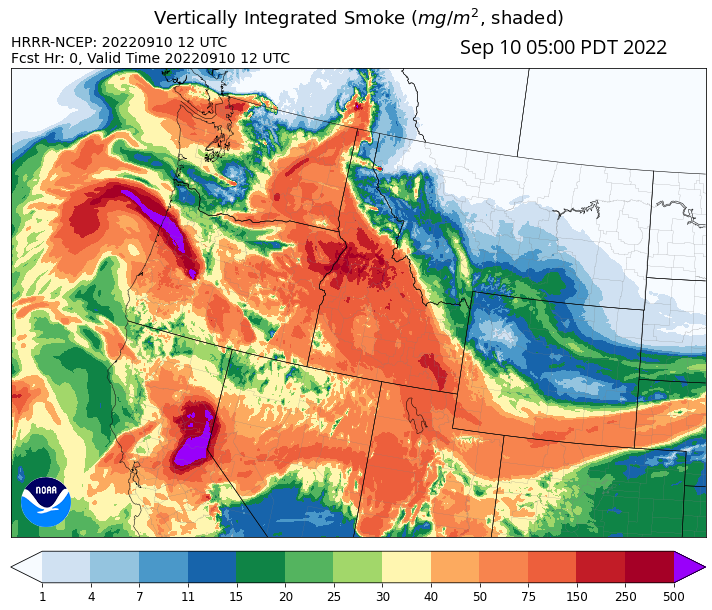 Vertically Integrated Smoke (mg/m², shaded)
HRRR-NCEP: 20220910 12 UTC
Sep 10 05:00 PDT 2022
Fcst Hr: 0, Valid Time 20220910 12 UTC
NOAA
1 4 7 11 15 20 25 30 40 50 75 150 250 500